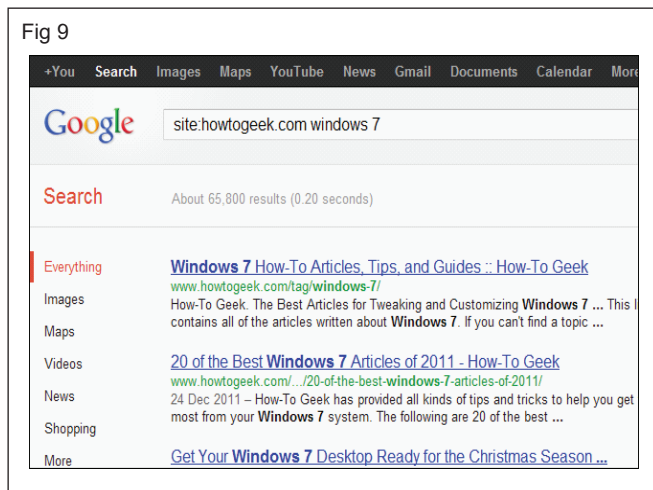 Fig 9
+You Search Images Maps YouTube News Gmail Documents Calendar More
Google
site:howtogeek.com windows 7
Search
About 65,800 results (0.20 seconds)
Everything
Images
Maps
Videos
News
Shopping
More
Windows 7 How-To Articles, Tips, and Guides :: How-To Geek
www.howtogeek.com/tag/windows-7/
How-To Geek. The Best Articles for Tweaking and Customizing Windows 7 ... This
contains all of the articles written about Windows 7. If you can't find a topic ...
20 of the Best Windows 7 Articles of 2011 - How-To Geek
www.howtogeek.com/.../20-of-the-best-windows-7-articles-of-2011/
24 Dec 2011 – How-To Geek has provided all kinds of tips and tricks to help you get
most from your Windows 7 system. The following are 20 of the best ...
Get Your Windows 7 Desktop Ready for the Christmas Season ...